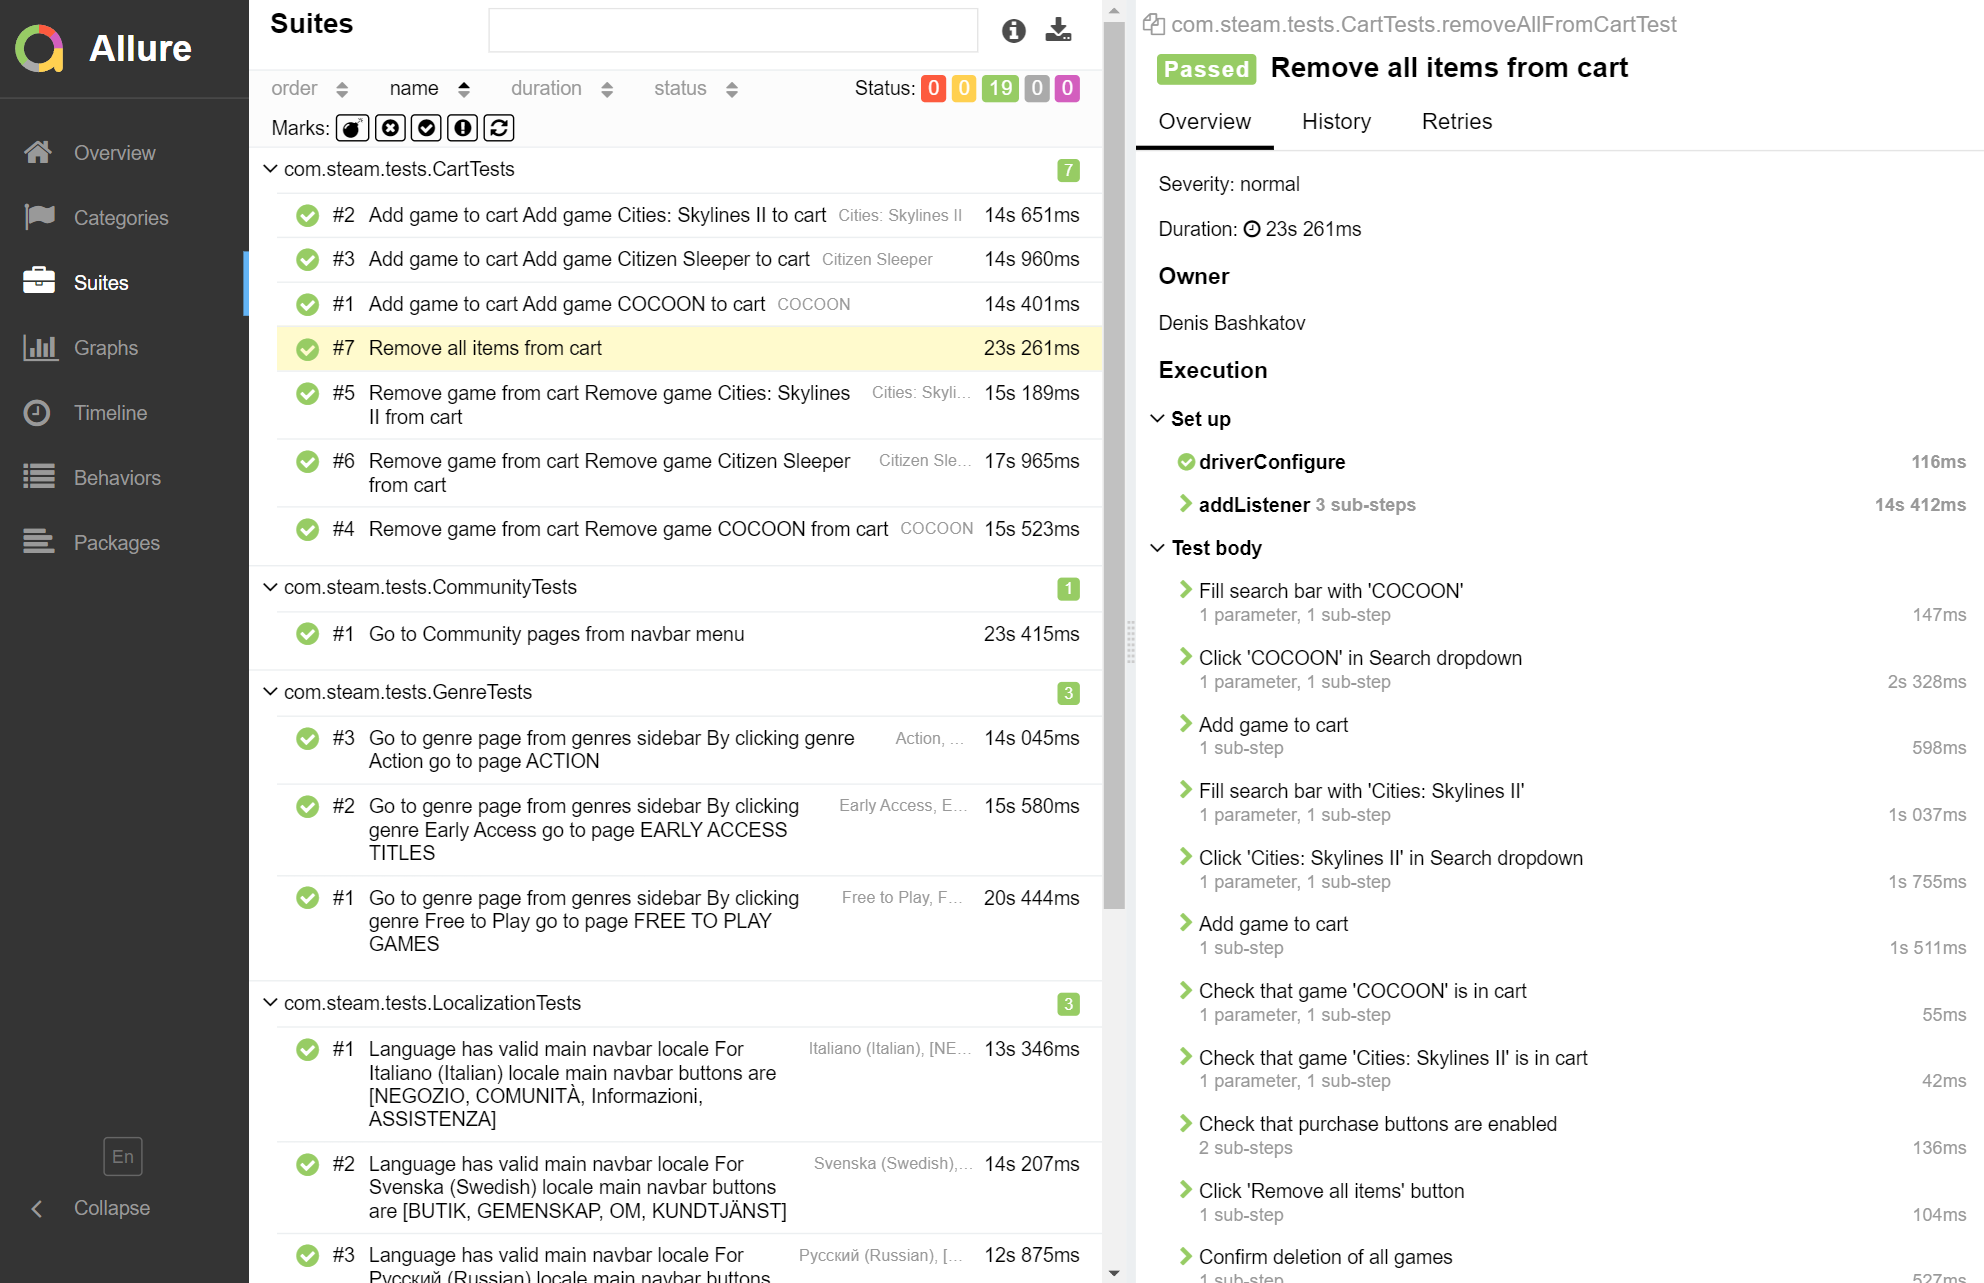 Allure
Overview
Categories
Suites
Graphs
Timeline
Behaviors
Packages
En
Collapse
Suites
order name duration status Status: 0 0 19 0 0
Marks:
com.steam.tests.CartTests 7
#2 Add game to cart Add game Cities: Skylines II to cart Cities: Skylines II 14s 651ms
#3 Add game to cart Add game Citizen Sleeper to cart Citizen Sleeper 14s 960ms
#1 Add game to cart Add game COCOON to cart COCOON 14s 401ms
#7 Remove all items from cart 23s 261ms
#5 Remove game from cart Remove game Cities: Skylines Cities: Skyli... 15s 189ms
II from cart
#6 Remove game from cart Remove game Citizen Sleeper Citizen Sle... 17s 965ms
from cart
#4 Remove game from cart Remove game COCOON from cart COCOON 15s 523ms
com.steam.tests.CommunityTests 1
#1 Go to Community pages from navbar menu 23s 415ms
com.steam.tests.GenreTests 3
#3 Go to genre page from genres sidebar By clicking genre Action, ... 14s 045ms
Action go to page ACTION
#2 Go to genre page from genres sidebar By clicking Early Access, E... 15s 580ms
genre Early Access go to page EARLY ACCESS
TITLES
#1 Go to genre page from genres sidebar By clicking Free to Play, F... 20s 444ms
genre Free to Play go to page FREE TO PLAY
GAMES
com.steam.tests.LocalizationTests 3
#1 Language has valid main navbar locale For Italiano (Italian), [NE... 13s 346ms
Italiano (Italian) locale main navbar buttons are
[NEGOZIO, COMUNITÀ, Informazioni,
ASSISTENZA]
#2 Language has valid main navbar locale For Svenska (Swedish),... 14s 207ms
Svenska (Swedish) locale main navbar buttons
are [BUTIK, GEMENSKAP, OM, KUNDTJÄNST]
#3 Language has valid main navbar locale For Русский (Russian), [... 12s 875ms
Русский (Russian) locale main navbar buttons
com.steam.tests.CartTests.removeAllFromCartTest
Passed Remove all items from cart
Overview History Retries
Severity: normal
Duration: 23s 261ms
Owner
Denis Bashkatov
Execution
Set up
driverConfigure 116ms
addListener 3 sub-steps 14s 412ms
Test body
Fill search bar with 'COCOON'
1 parameter, 1 sub-step 147ms
Click 'COCOON' in Search dropdown
1 parameter, 1 sub-step 2s 328ms
Add game to cart
1 sub-step 598ms
Fill search bar with 'Cities: Skylines II'
1 parameter, 1 sub-step 1s 037ms
Click 'Cities: Skylines II' in Search dropdown
1 parameter, 1 sub-step 1s 755ms
Add game to cart
1 sub-step 1s 511ms
Check that game 'COCOON' is in cart
1 parameter, 1 sub-step 55ms
Check that game 'Cities: Skylines II' is in cart
1 parameter, 1 sub-step 42ms
Check that purchase buttons are enabled
2 sub-steps 136ms
Click 'Remove all items' button
1 sub-step 104ms
Confirm deletion of all games
1 sub-step 527ms